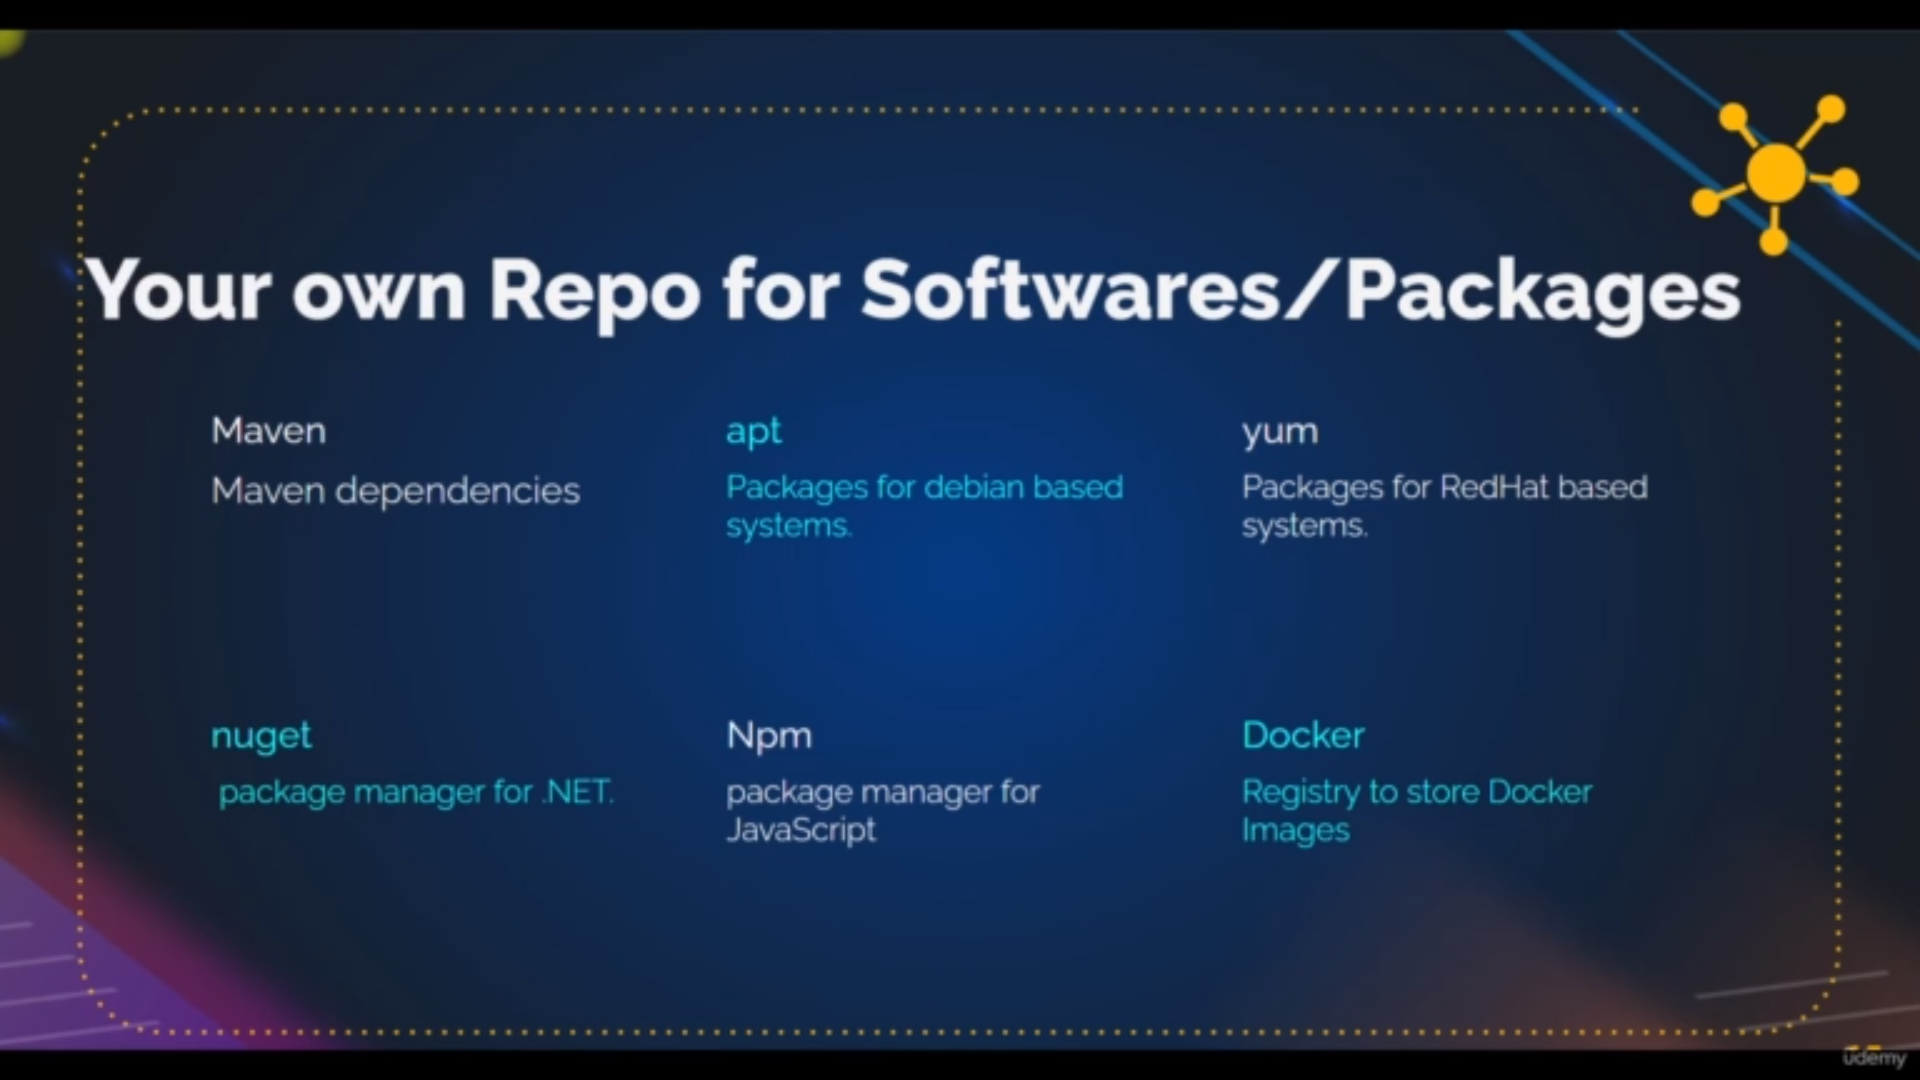 Your own Repo for Softwares/Packages
Maven
Maven dependencies
apt
Packages for debian based
systems.
yum
Packages for RedHat based
systems.
nuget
package manager for .NET.
Npm
package manager for
JavaScript
Docker
Registry to store Docker
Images
udemy